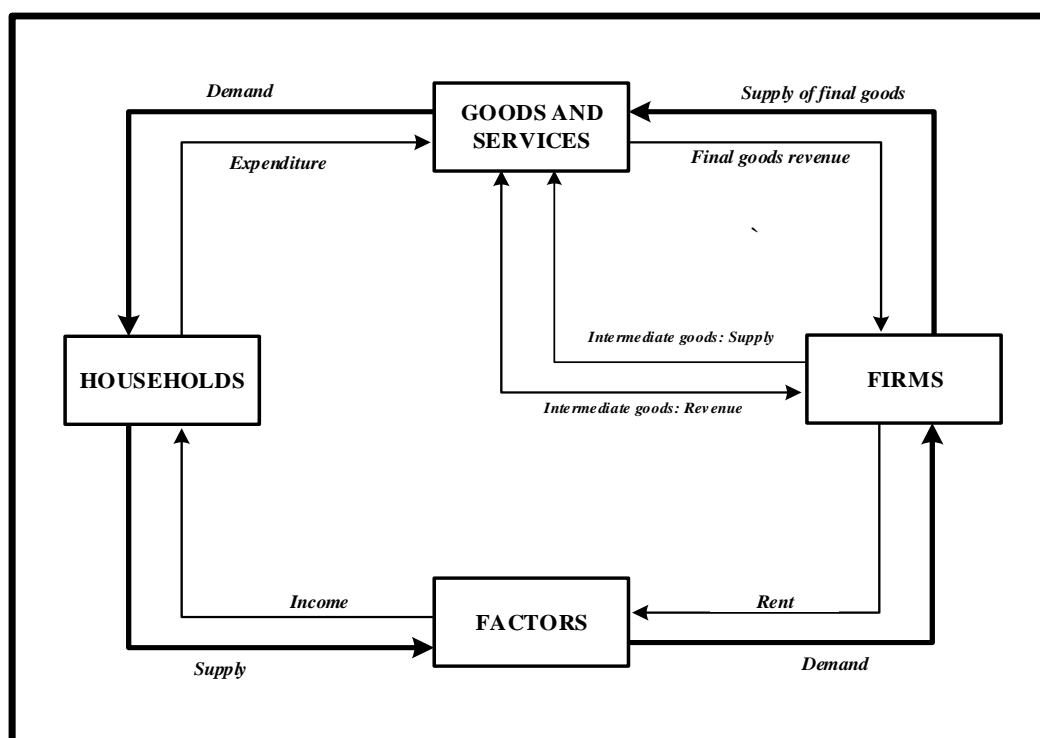 Demand
GOODS AND
SERVICES
Supply of final goods
Expenditure
Final goods revenue
`
Intermediate goods: Supply
HOUSEHOLDS
FIRMS
Intermediate goods: Revenue
Income
FACTORS
Rent
Supply
Demand